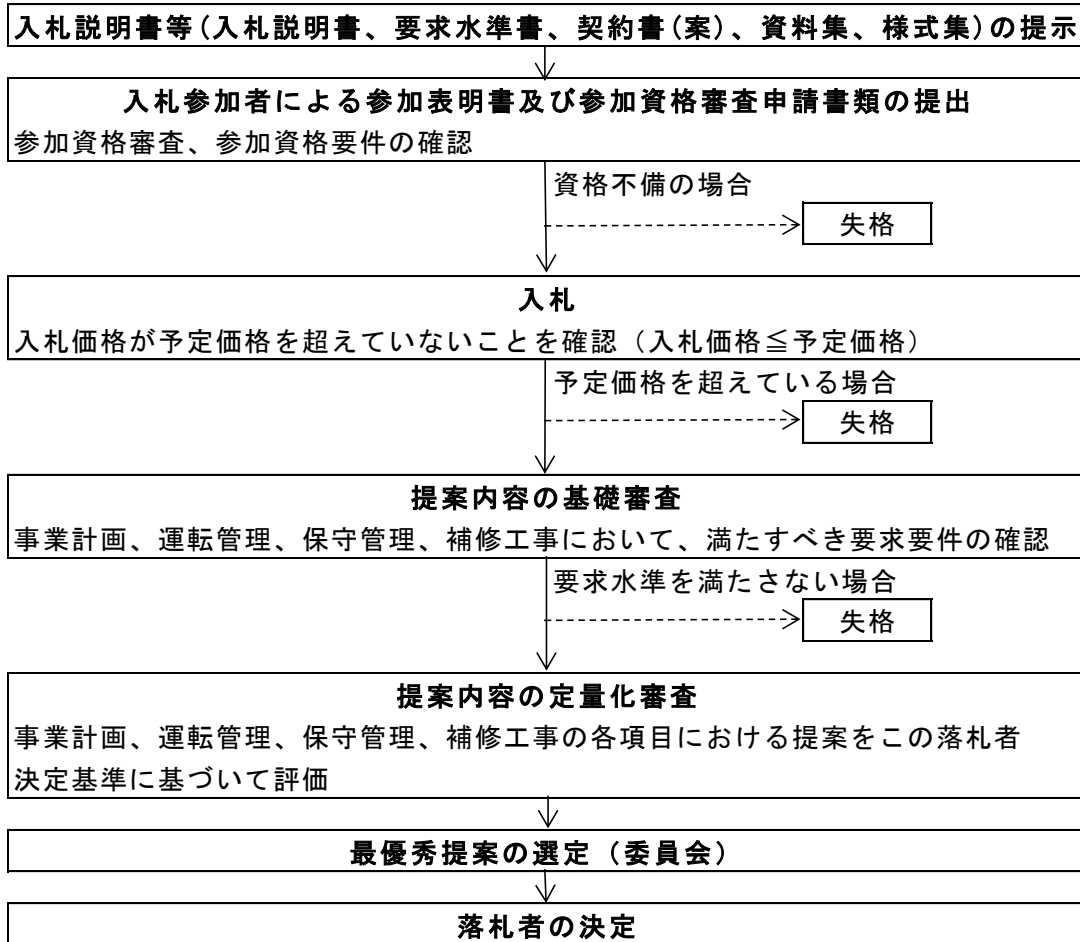 入札説明書等(入札説明書、要求水準書、契約書(案)、資料集、様式集)の提示
入札参加者による参加表明書及び参加資格審査申請書類の提出
参加資格審査、参加資格要件の確認
資格不備の場合
失格
入札
入札価格が予定価格を超えていないことを確認（入札価格≦予定価格）
予定価格を超えている場合
失格
提案内容の基礎審査
事業計画、運転管理、保守管理、補修工事において、満たすべき要求要件の確認
要求水準を満たさない場合
失格
提案内容の定量化審査
事業計画、運転管理、保守管理、補修工事の各項目における提案をこの落札者
決定基準に基づいて評価
最優秀提案の選定（委員会）
落札者の決定